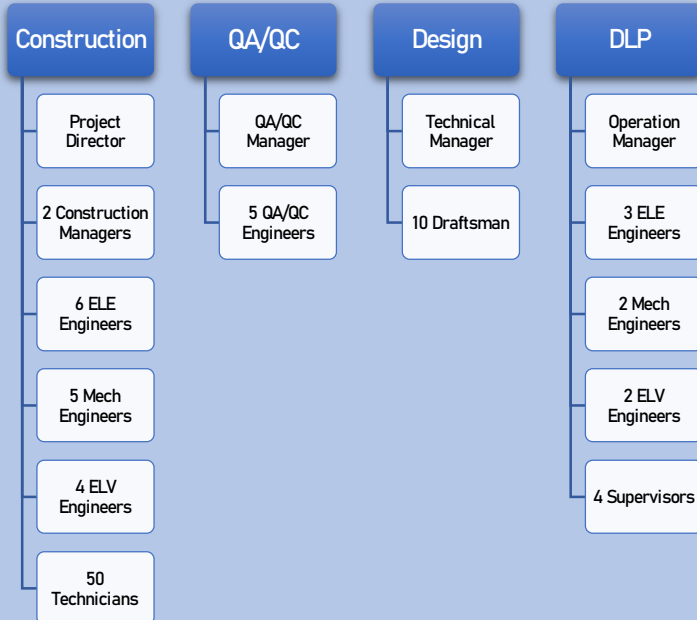 Construction
Project
Director
2 Construction
Managers
6 ELE
Engineers
5 Mech
Engineers
4 ELV
Engineers
50
Technicians
QA/QC
QA/QC
Manager
5 QA/QC
Engineers
Design
Technical
Manager
10 Draftsman
DLP
Operation
Manager
3 ELE
Engineers
2 Mech
Engineers
2 ELV
Engineers
4 Supervisors